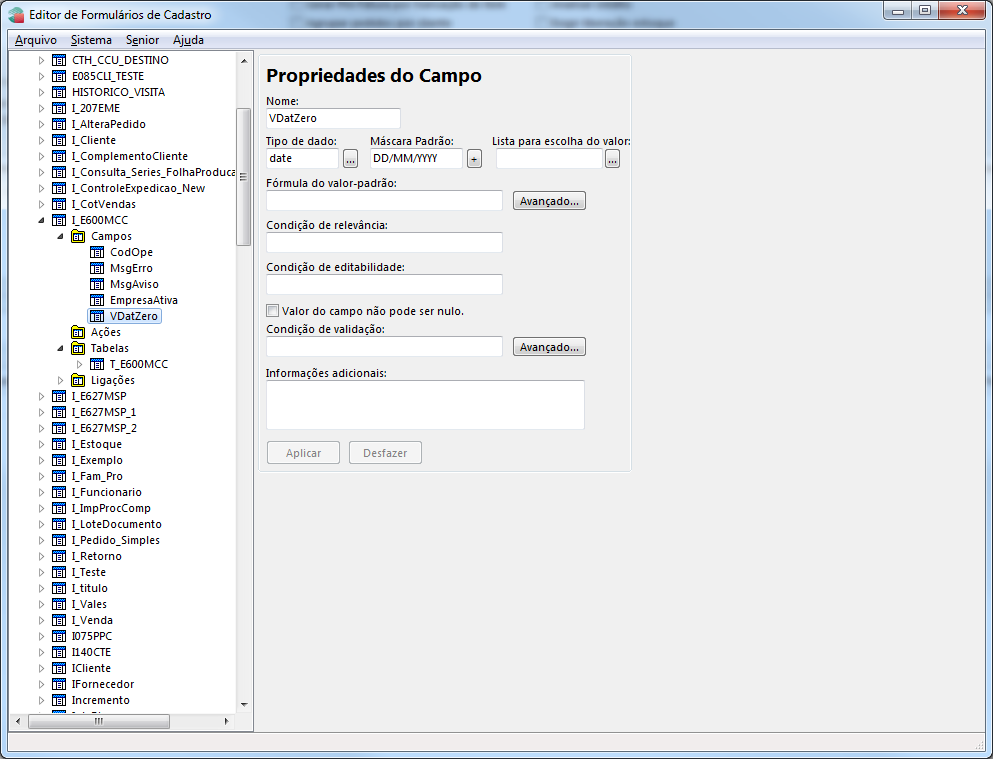 Editor de Formulários de Cadastro
Arquivo Sistema Senior Ajuda
CTH_CCU_DESTINO
E085CLI_TESTE
HISTORICO_VISITA
I_207EME
I_AlteraPedido
I_Cliente
I_ComplementoCliente
I_Consulta_Series_FolhaProduca
I_ControleExpedicao_New
I_CotVendas
I_E600MCC
Campos
CodOpe
MsgErro
MsgAviso
EmpresaAtiva
VDatZero
Ações
Tabelas
T_E600MCC
Ligações
I_E627MSP
I_E627MSP_1
I_E627MSP_2
I_Estoque
I_Exemplo
I_Fam_Pro
I_Funcionario
I_ImpProcComp
I_LoteDocumento
I_Pedido_Simples
I_Retorno
I_Teste
I_titulo
I_Vales
I_Venda
I075PPC
I140CTE
ICliente
IFornecedor
Incremento
Propriedades do Campo
Nome:
VDatZero
Tipo de dado: Máscara Padrão: Lista para escolha do valor:
date ... DD/MM/YYYY + ...
Fórmula do valor-padrão:
Avançado...
Condição de relevância:
Condição de editabilidade:
Valor do campo não pode ser nulo.
Condição de validação:
Avançado...
Informações adicionais:
Aplicar Desfazer